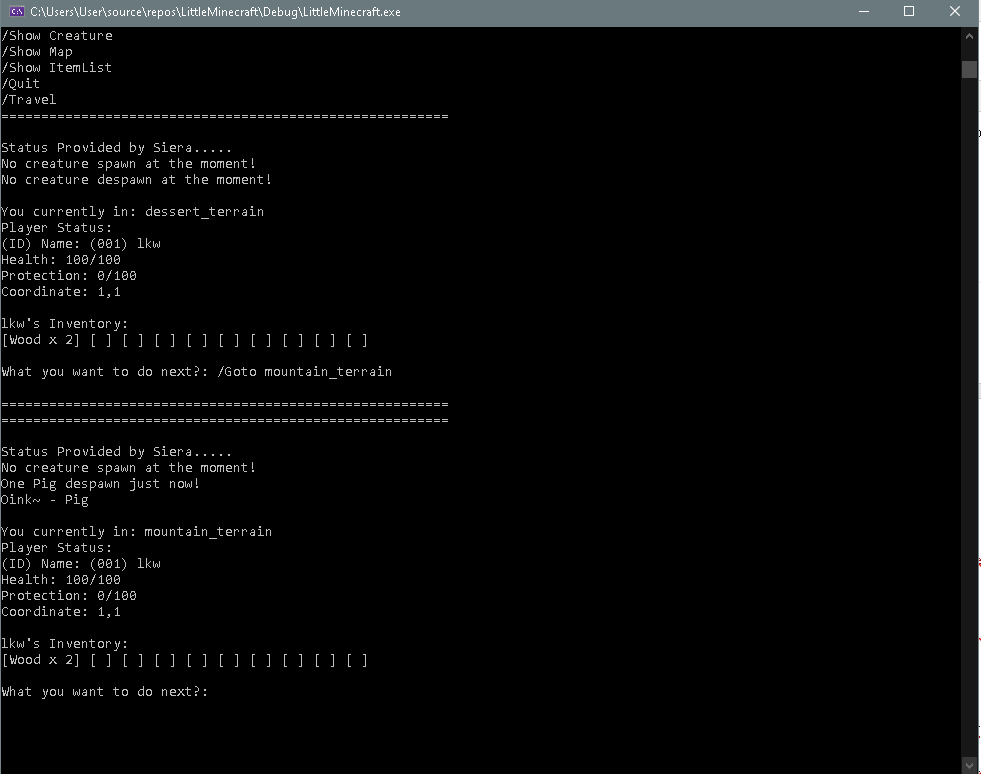 C:\Users\User\source\repos\LittleMinecraft\Debug\LittleMinecraft.exe
/Show Creature
/Show Map
/Show ItemList
/Quit
/Travel
========================================================
Status Provided by Siera.....
No creature spawn at the moment!
No creature despawn at the moment!
You currently in: dessert_terrain
Player Status:
(ID) Name: (001) lkw
Health: 100/100
Protection: 0/100
Coordinate: 1,1
lkw's Inventory:
[Wood x 2] [ ] [ ] [ ] [ ] [ ] [ ] [ ] [ ] [ ]
What you want to do next?: /Goto mountain_terrain
========================================================
========================================================
Status Provided by Siera.....
No creature spawn at the moment!
One Pig despawn just now!
Oink~ - Pig
You currently in: mountain_terrain
Player Status:
(ID) Name: (001) lkw
Health: 100/100
Protection: 0/100
Coordinate: 1,1
lkw's Inventory:
[Wood x 2] [ ] [ ] [ ] [ ] [ ] [ ] [ ] [ ] [ ]
What you want to do next?: